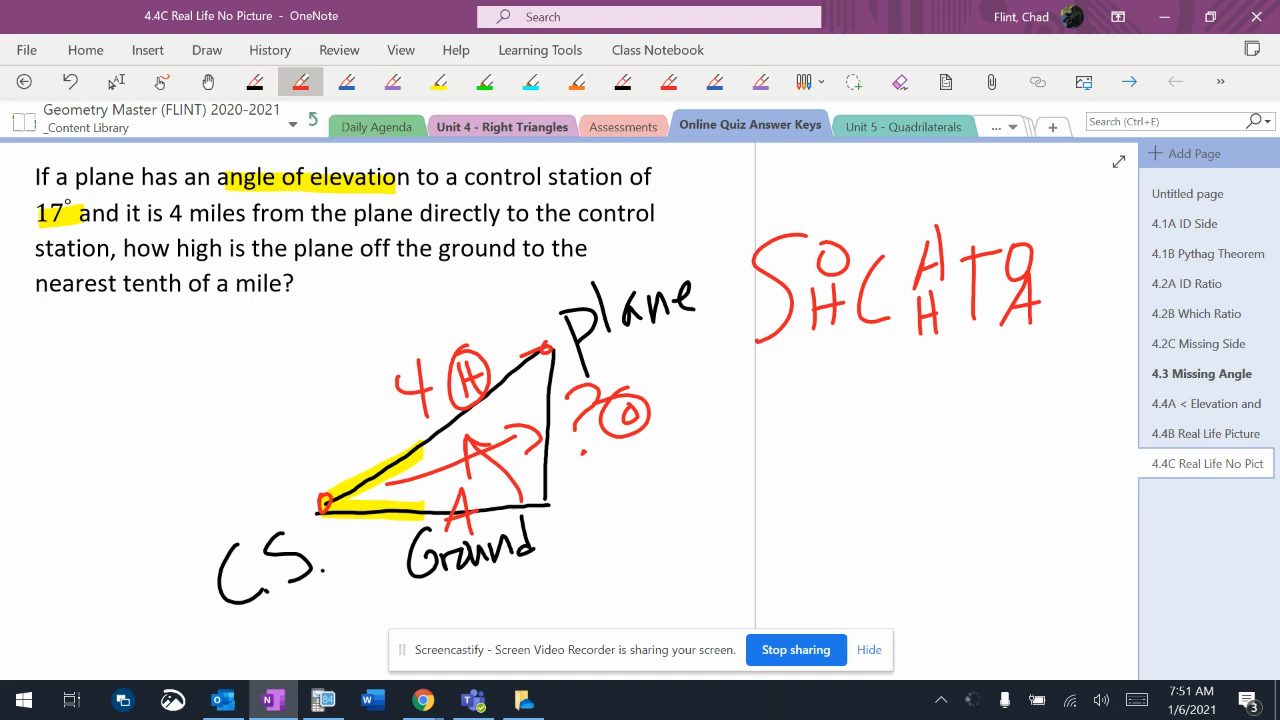 4.4C Real Life No Picture - OneNote
Search
Flint, Chad
File Home Insert Draw History Review View Help Learning Tools Class Notebook
Geometry Master (FLINT) 2020-2021
_Content Library
Daily Agenda Unit 4 - Right Triangles Assessments Online Quiz Answer Keys Unit 5 - Quadrilaterals ...
Search (Ctrl+E)
Add Page
If a plane has an angle of elevation to a control station of
17° and it is 4 miles from the plane directly to the control
station, how high is the plane off the ground to the
nearest tenth of a mile?
Plane
4 H
? O
A
Ground
C.S.
S O H C A H T O A
Untitled page
4.1A ID Side
4.1B Pythag Theorem
4.2A ID Ratio
4.2B Which Ratio
4.2C Missing Side
4.3 Missing Angle
4.4A < Elevation and
4.4B Real Life Picture
4.4C Real Life No Pict
Screencastify - Screen Video Recorder is sharing your screen. Stop sharing Hide
84
7:51 AM
1/6/2021
3